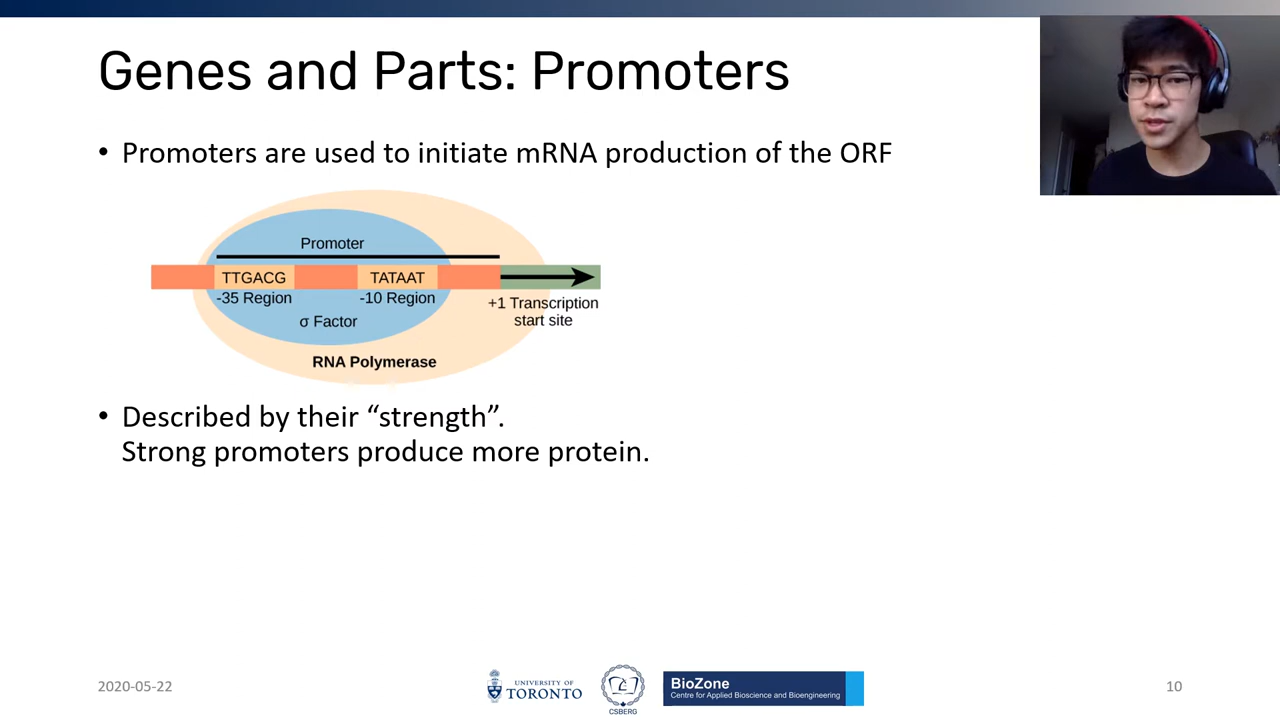 Genes and Parts: Promoters
• Promoters are used to initiate mRNA production of the ORF
Promoter
TTGACG
TATAAT
-35 Region
-10 Region
+1 Transcription
start site
σ Factor
RNA Polymerase
• Described by their “strength”.
Strong promoters produce more protein.
2020-05-22
UNIVERSITY OF
TORONTO
CSBERG
BioZone
Centre for Applied Bioscience and Bioengineering
10